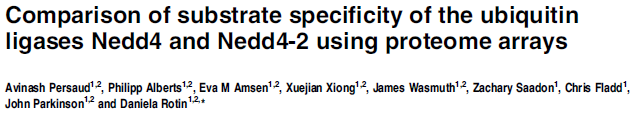 Comparison of substrate specificity of the ubiquitin
ligases Nedd4 and Nedd4-2 using proteome arrays
Avinash Persaud1,2, Philipp Alberts1,2, Eva M Amsen1,2, Xuejian Xiong1,2, James Wasmuth1,2, Zachary Saadon1, Chris Fladd1,
John Parkinson1,2 and Daniela Rotin1,2,*